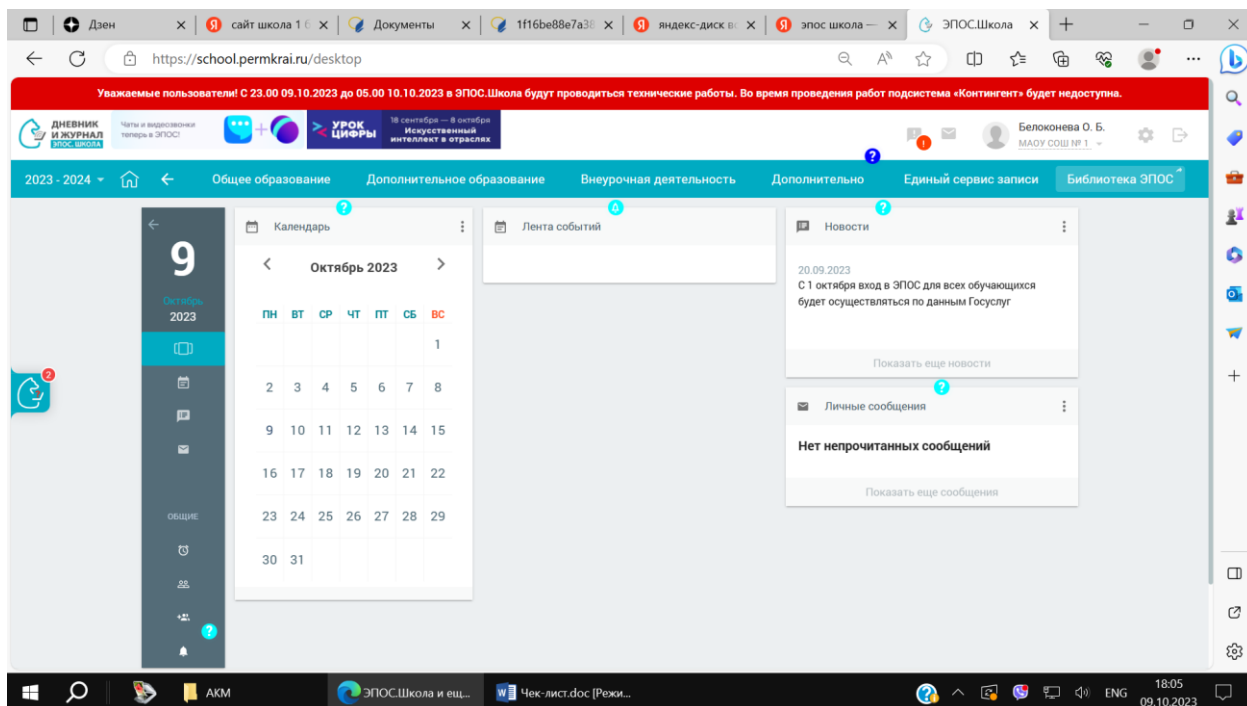 Дзен
сайт школа 1 б
Документы
1f16be88e7a38
яндекс-диск вс
эпос школа —
ЭПОС.Школа
https://school.permkrai.ru/desktop
Уважаемые пользователи! С 23.00 09.10.2023 до 05.00 10.10.2023 в ЭПОС.Школа будут проводиться технические работы. Во время проведения работ подсистема «Контингент» будет недоступна.
ДНЕВНИК
И ЖУРНАЛ
ЭПОС. ШКОЛА
Чаты и видеозвонки
теперь в ЭПОС!
УРОК
ЦИФРЫ
18 сентября — 8 октября
Искусственный
интеллект в отраслях
Белоконева О. Б.
МАОУ СОШ № 1
2023 - 2024
Общее образование
Дополнительное образование
Внеурочная деятельность
Дополнительно
Единый сервис записи
Библиотека ЭПОС
9
Октябрь
2023
ОБЩИЕ
Календарь
Октябрь 2023
ПН ВТ СР ЧТ ПТ СБ ВС
1
2 3 4 5 6 7 8
9 10 11 12 13 14 15
16 17 18 19 20 21 22
23 24 25 26 27 28 29
30 31
Лента событий
Новости
20.09.2023
С 1 октября вход в ЭПОС для всех обучающихся
будет осуществляться по данным Госуслуг
Показать еще новости
Личные сообщения
Нет непрочитанных сообщений
Показать еще сообщения
2
АКМ
ЭПОС.Школа и ещ...
Чек-лист.doc [Режи...
ENG
18:05
09.10.2023